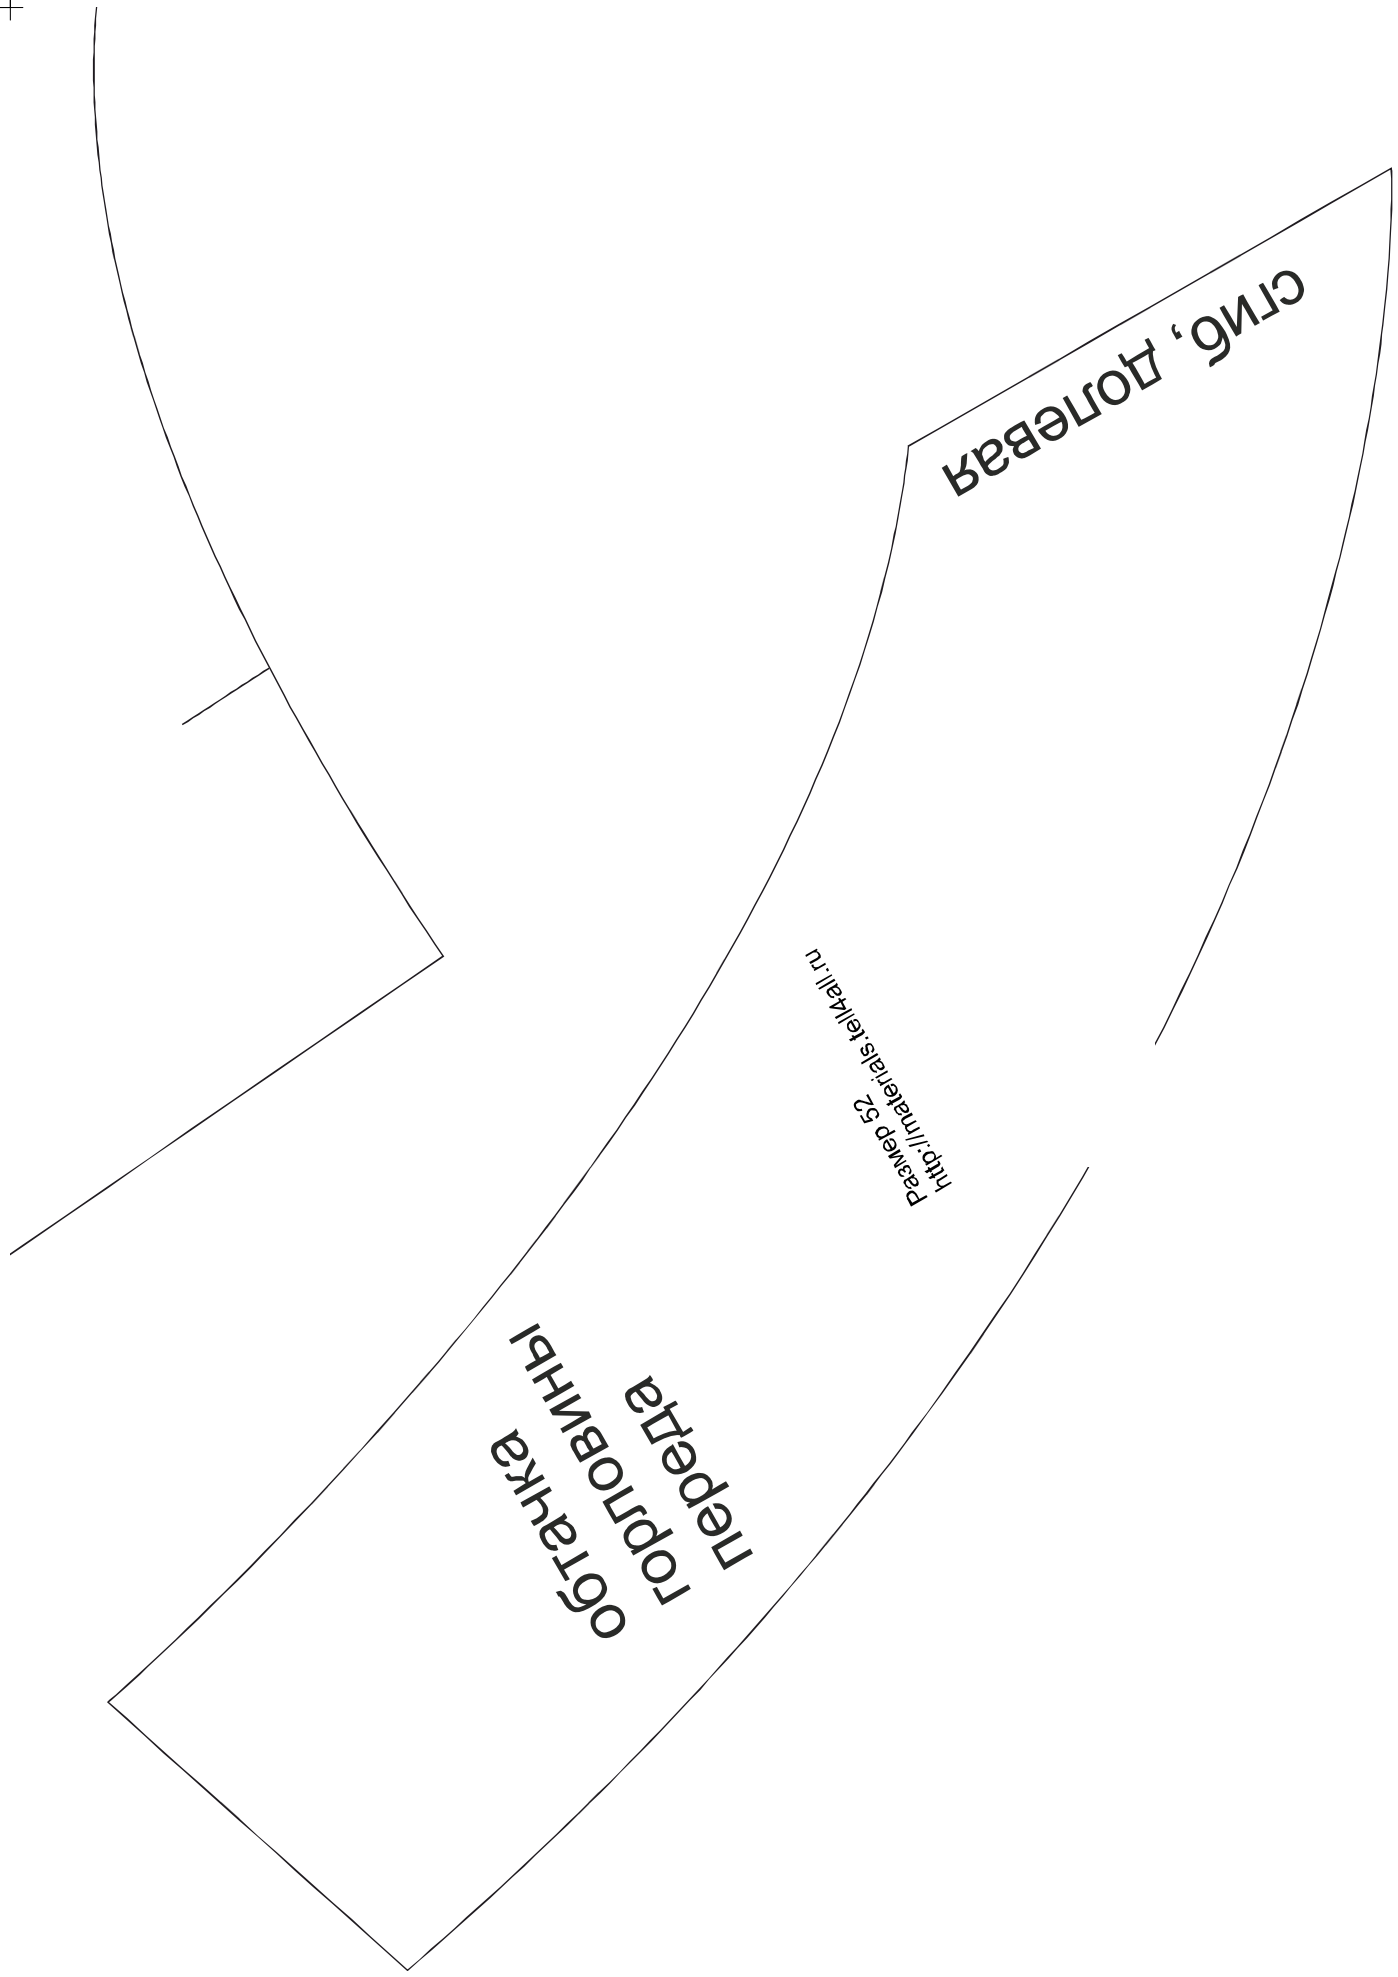 сгиб, долевая
Размер 52
http://materials.tell4all.ru
обтачка
горловины
переда